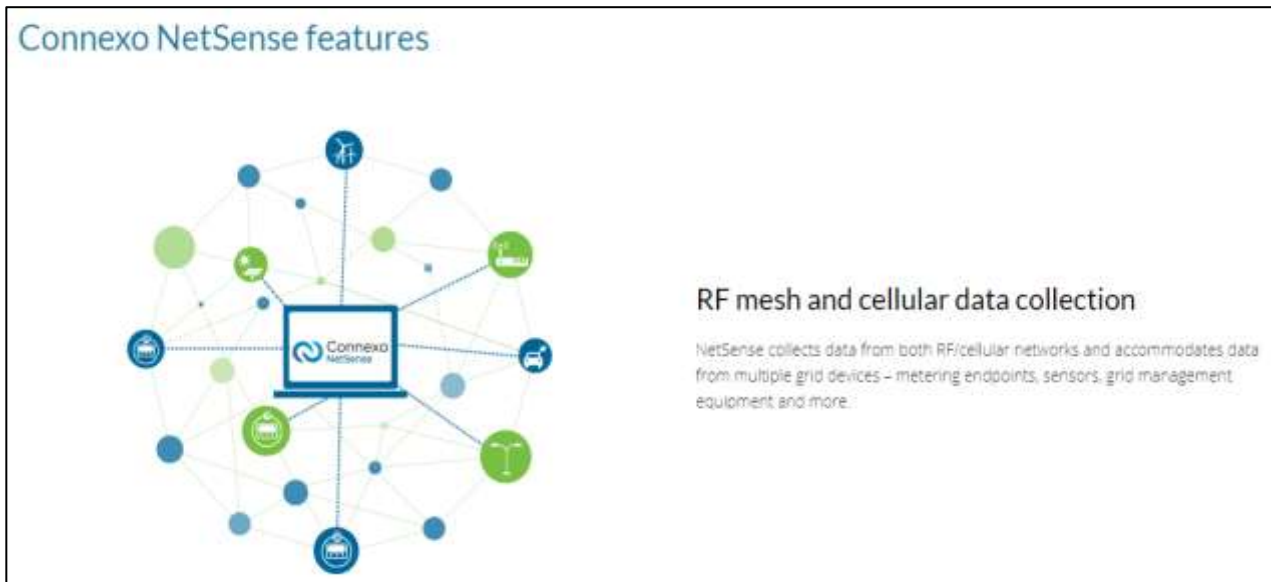 Connexo NetSense features
Connexo
NetSense
RF mesh and cellular data collection
NetSense collects data from both RF/cellular networks and accommodates data
from multiple grid devices – metering endpoints, sensors, grid management
equipment and more.